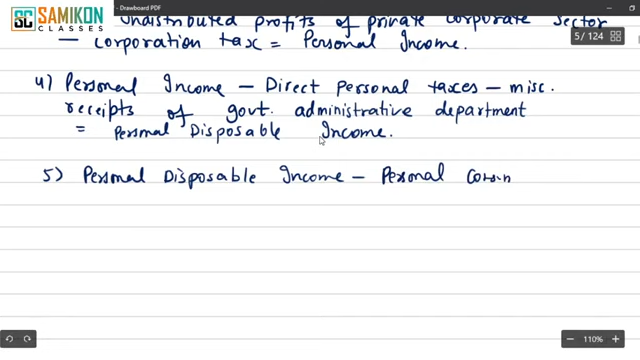 SC SAMIKON CLASSES
- Drawboard PDF
5 / 124
Undistributed profits of private corporate sector
— corporation tax = Personal Income.
4) Personal Income — Direct Personal taxes — misc.
receipts of govt. administrative department
= Personal Disposable Income.
5) Personal Disposable Income — Personal Consn
110%